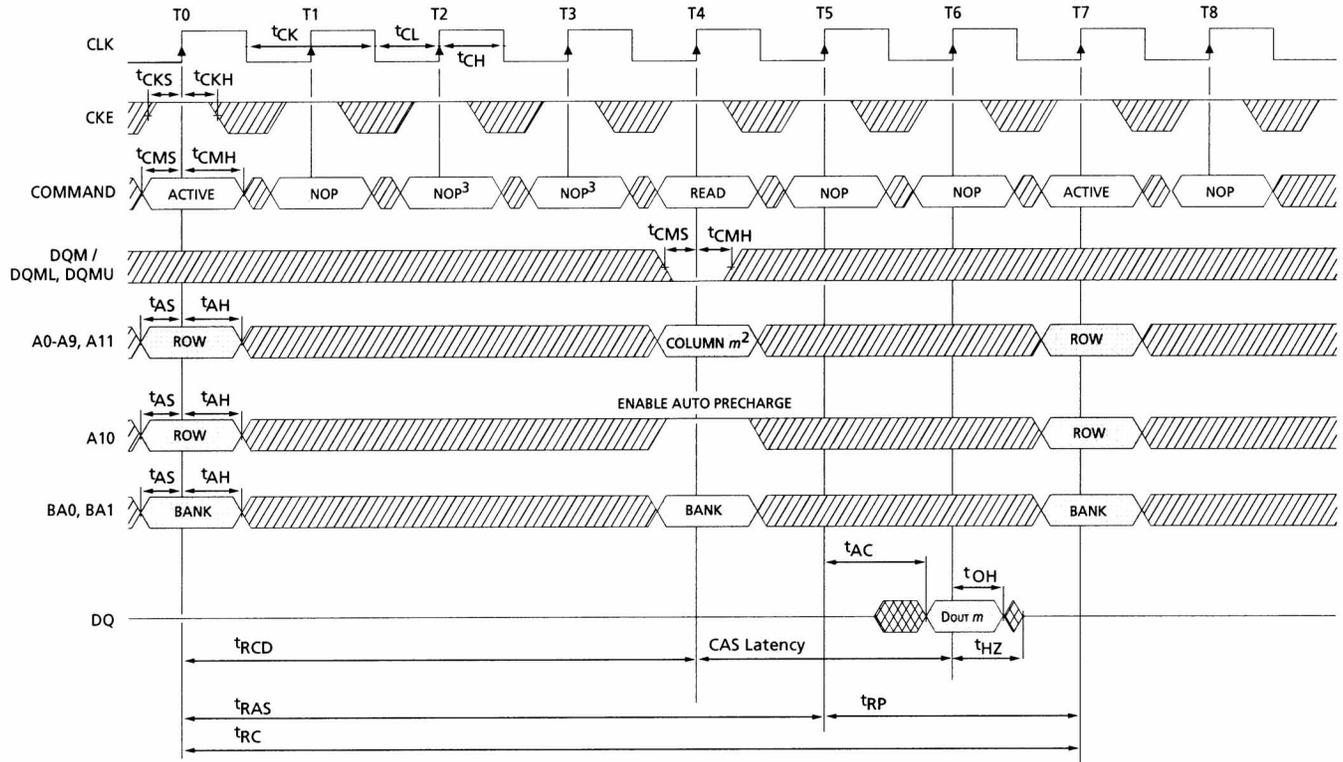 T0 T1 T2 T3 T4 T5 T6 T7 T8
CLK
tCK tCL tCH
tCKS tCKH
CKE
tCMS tCMH
COMMAND ACTIVE NOP NOP3 NOP3 READ NOP NOP ACTIVE NOP
tCMS tCMH
DQM /
DQML, DQMU
tAS tAH
A0-A9, A11 ROW COLUMN m2 ROW
ENABLE AUTO PRECHARGE
tAS tAH
A10 ROW ROW
tAS tAH
BA0, BA1 BANK BANK BANK
tAC
tOH
DQ DOUT m
tRCD CAS Latency tHZ
tRAS tRP
tRC